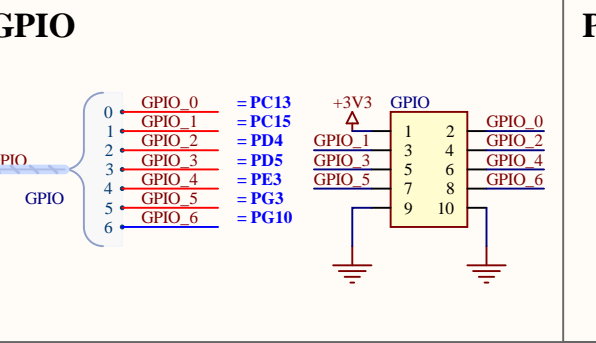 GPIO
P
0 GPIO_0 = PC13
1 GPIO_1 = PC15
2 GPIO_2 = PD4
3 GPIO_3 = PD5
4 GPIO_4 = PE3
5 GPIO_5 = PG3
6 GPIO_6 = PG10
PIO
GPIO
+3V3 GPIO
1 2 GPIO_0
GPIO_1 3 4 GPIO_2
GPIO_3 5 6 GPIO_4
GPIO_5 7 8 GPIO_6
9 10